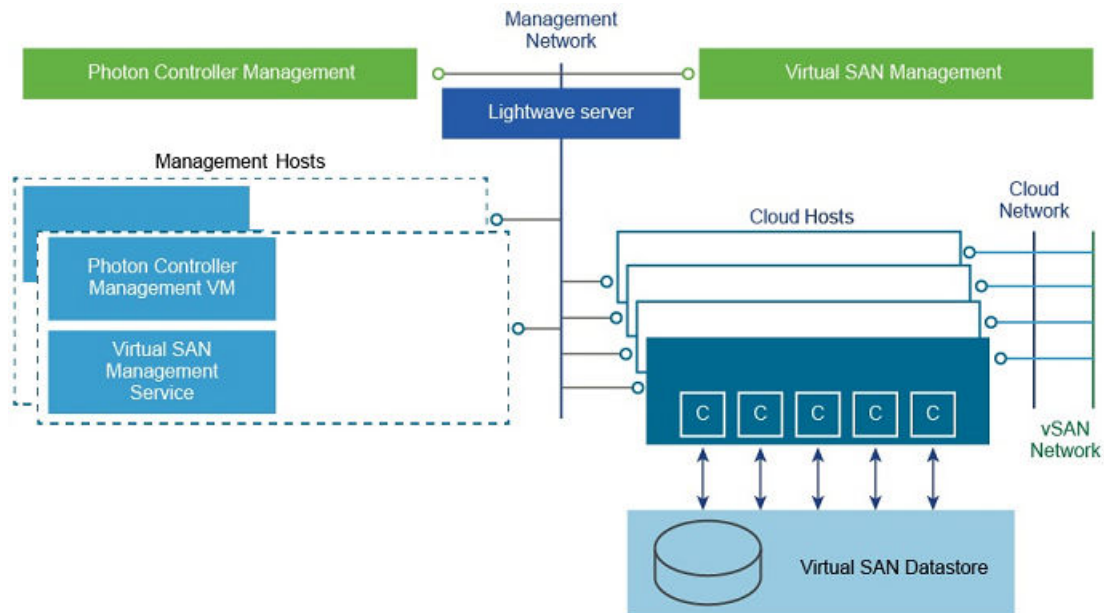 Management
Network
Photon Controller Management
Virtual SAN Management
Lightwave server
Management Hosts
Photon Controller
Management VM
Virtual SAN
Management
Service
Cloud Hosts
Cloud
Network
C C C C C
vSAN
Network
Virtual SAN Datastore